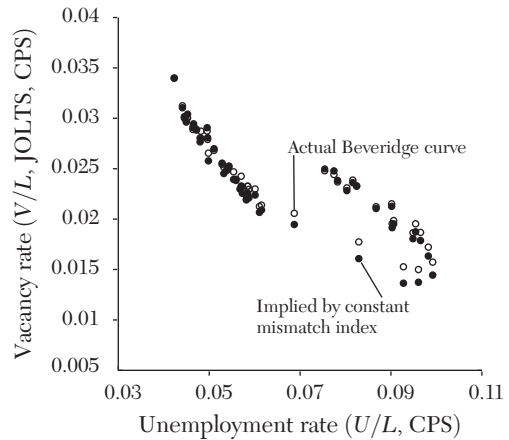 0.04
0.035
0.03
0.025
0.02
0.015
0.01
0.005
Vacancy rate (V/L, JOLTS, CPS)
Actual Beveridge curve
Implied by constant
mismatch index
0.03
0.05
0.07
0.09
0.11
Unemployment rate (U/L, CPS)